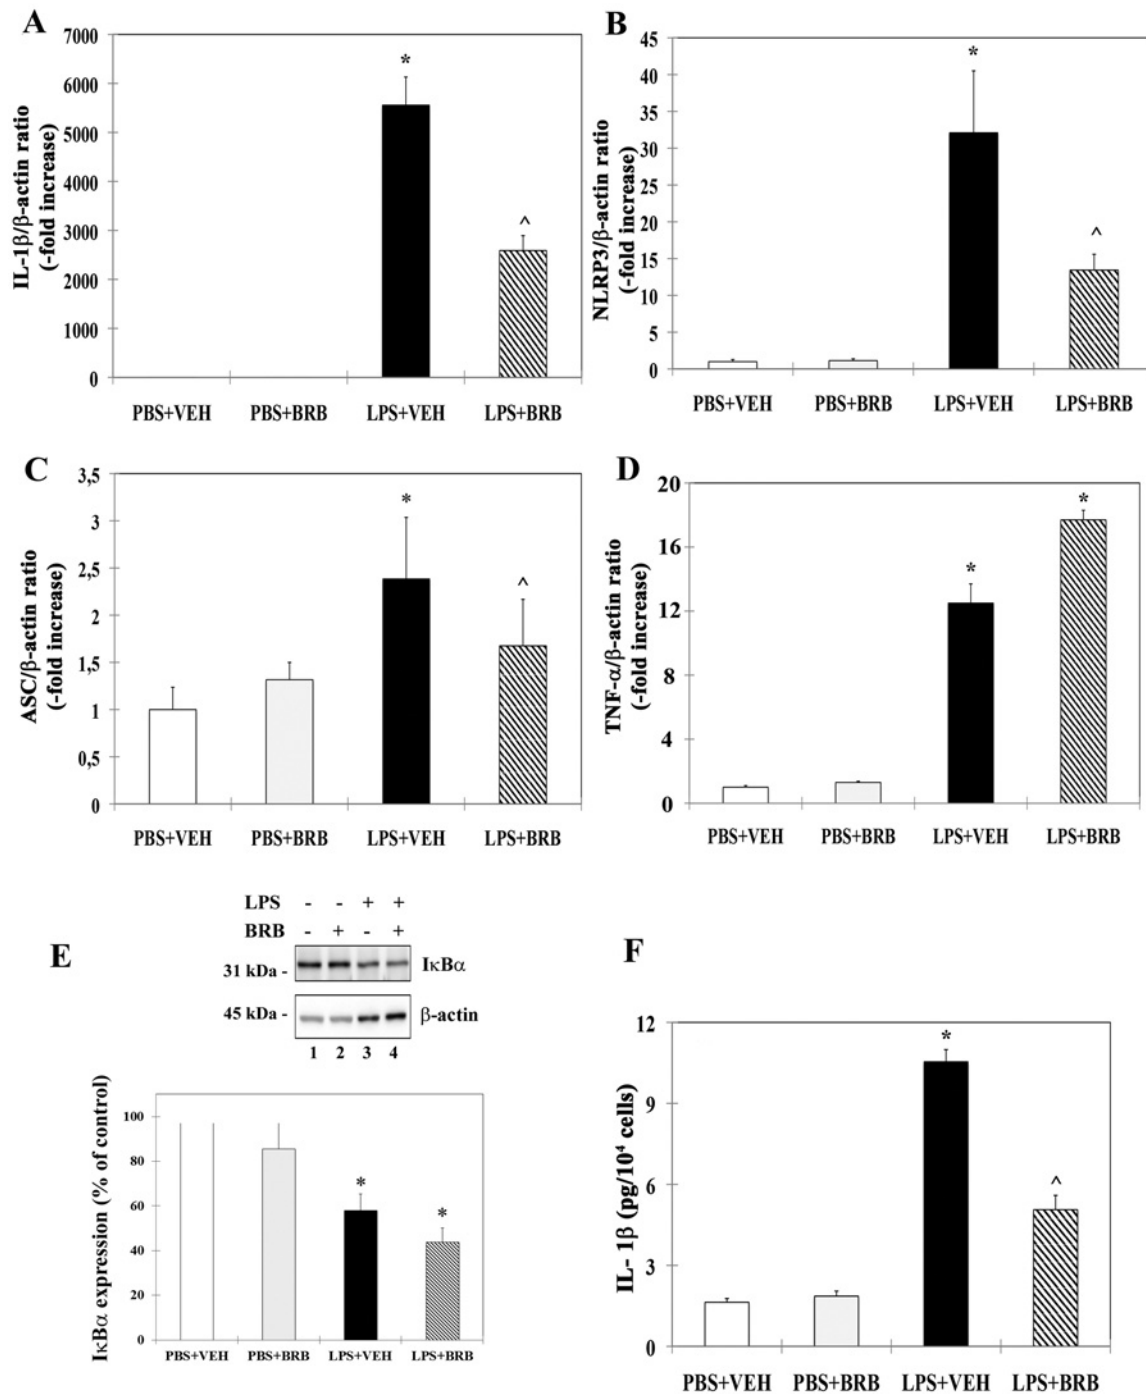 A
IL-1β/β-actin ratio
(-fold increase)
7000
6000
5000
4000
3000
2000
1000
0
*
^
PBS+VEH PBS+BRB LPS+VEH LPS+BRB
B
NLRP3/β-actin ratio
(-fold increase)
45
40
35
30
25
20
15
10
5
0
*
^
PBS+VEH PBS+BRB LPS+VEH LPS+BRB
C
ASC/β-actin ratio
(-fold increase)
3,5
3
2,5
2
1,5
1
0,5
0
*
^
PBS+VEH PBS+BRB LPS+VEH LPS+BRB
D
TNF-α/β-actin ratio
(-fold increase)
20
16
12
8
4
0
*
*
PBS+VEH PBS+BRB LPS+VEH LPS+BRB
E
LPS - - + +
BRB - + - +
31 kDa - IκBα
45 kDa - β-actin
1 2 3 4
IκBα expression (% of control)
100
80
60
40
20
0
*
*
PBS+VEH PBS+BRB LPS+VEH LPS+BRB
F
IL- 1β (pg/10⁴ cells)
12
9
6
3
0
*
^
PBS+VEH PBS+BRB LPS+VEH LPS+BRB